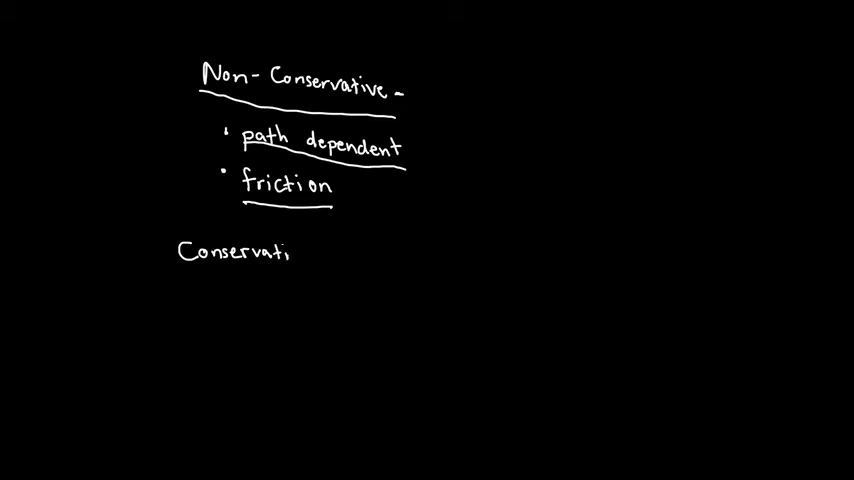 Non-Conservative-
• path dependent
• friction
Conservati